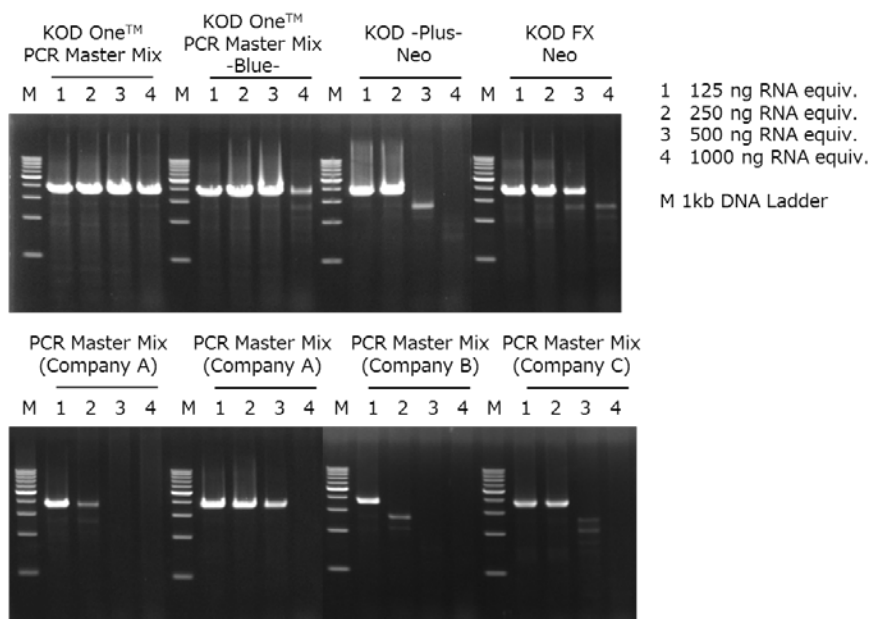 KOD One™
PCR Master Mix
KOD One™
PCR Master Mix
-Blue-
KOD -Plus-
Neo
KOD FX
Neo
M 1 2 3 4 M 1 2 3 4 M 1 2 3 4 M 1 2 3 4
1 125 ng RNA equiv.
2 250 ng RNA equiv.
3 500 ng RNA equiv.
4 1000 ng RNA equiv.
M 1kb DNA Ladder
PCR Master Mix
(Company A)
PCR Master Mix
(Company A)
PCR Master Mix
(Company B)
PCR Master Mix
(Company C)
M 1 2 3 4 M 1 2 3 4 M 1 2 3 4 M 1 2 3 4